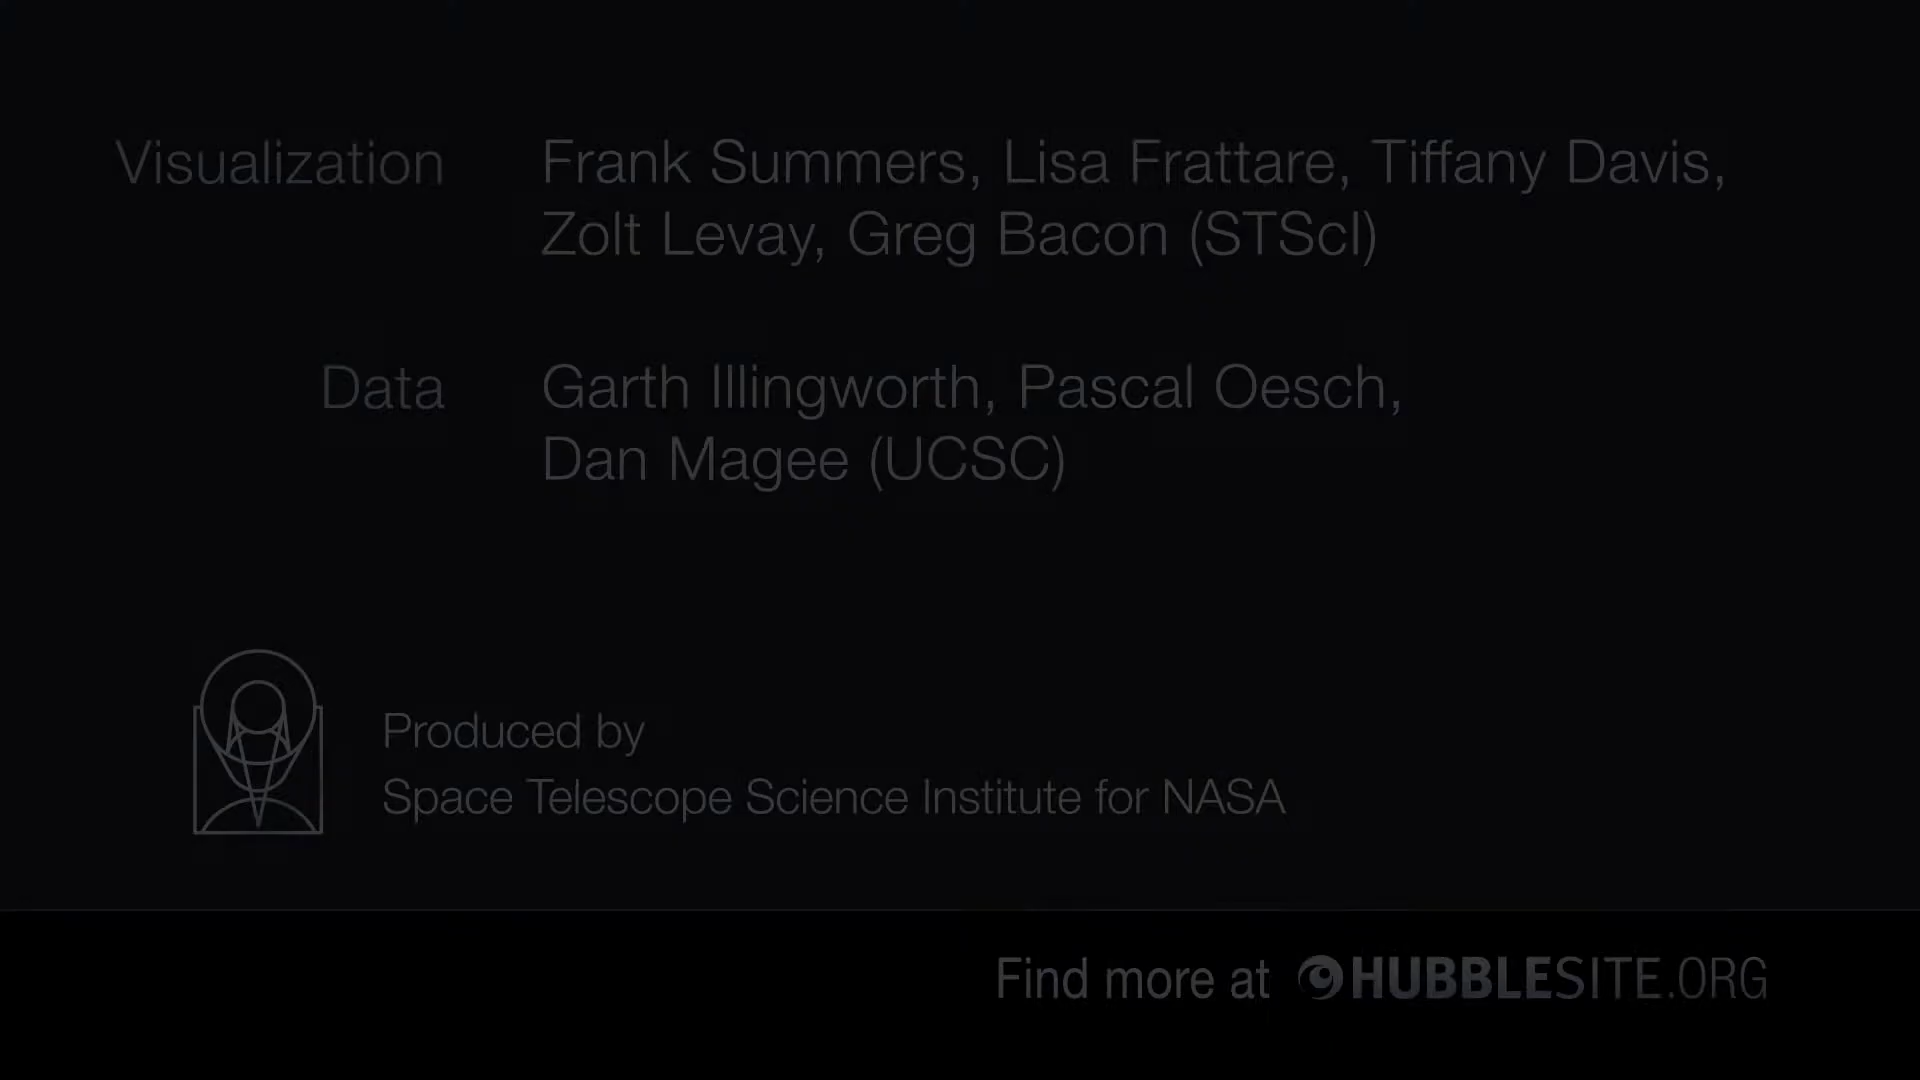 Visualization Frank Summers, Lisa Frattare, Tiffany Davis,
Zolt Levay, Greg Bacon (STScI)
Data Garth Illingworth, Pascal Oesch,
Dan Magee (UCSC)
Produced by
Space Telescope Science Institute for NASA
Find more at HUBBLESITE.ORG